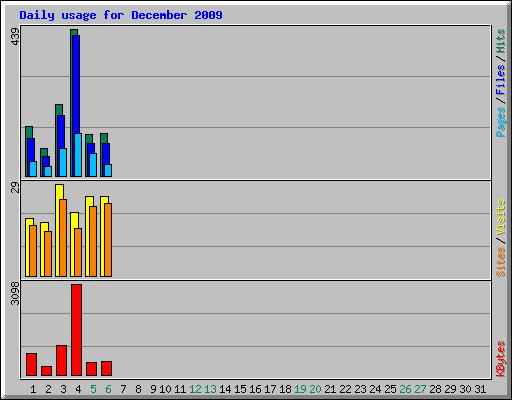 Daily usage for December 2009
439
Pages / Files / Hits
29
Sites / Visits
3098
KBytes
1 2 3 4 5 6 7 8 9 10 11 12 13 14 15 16 17 18 19 20 21 22 23 24 25 26 27 28 29 30 31